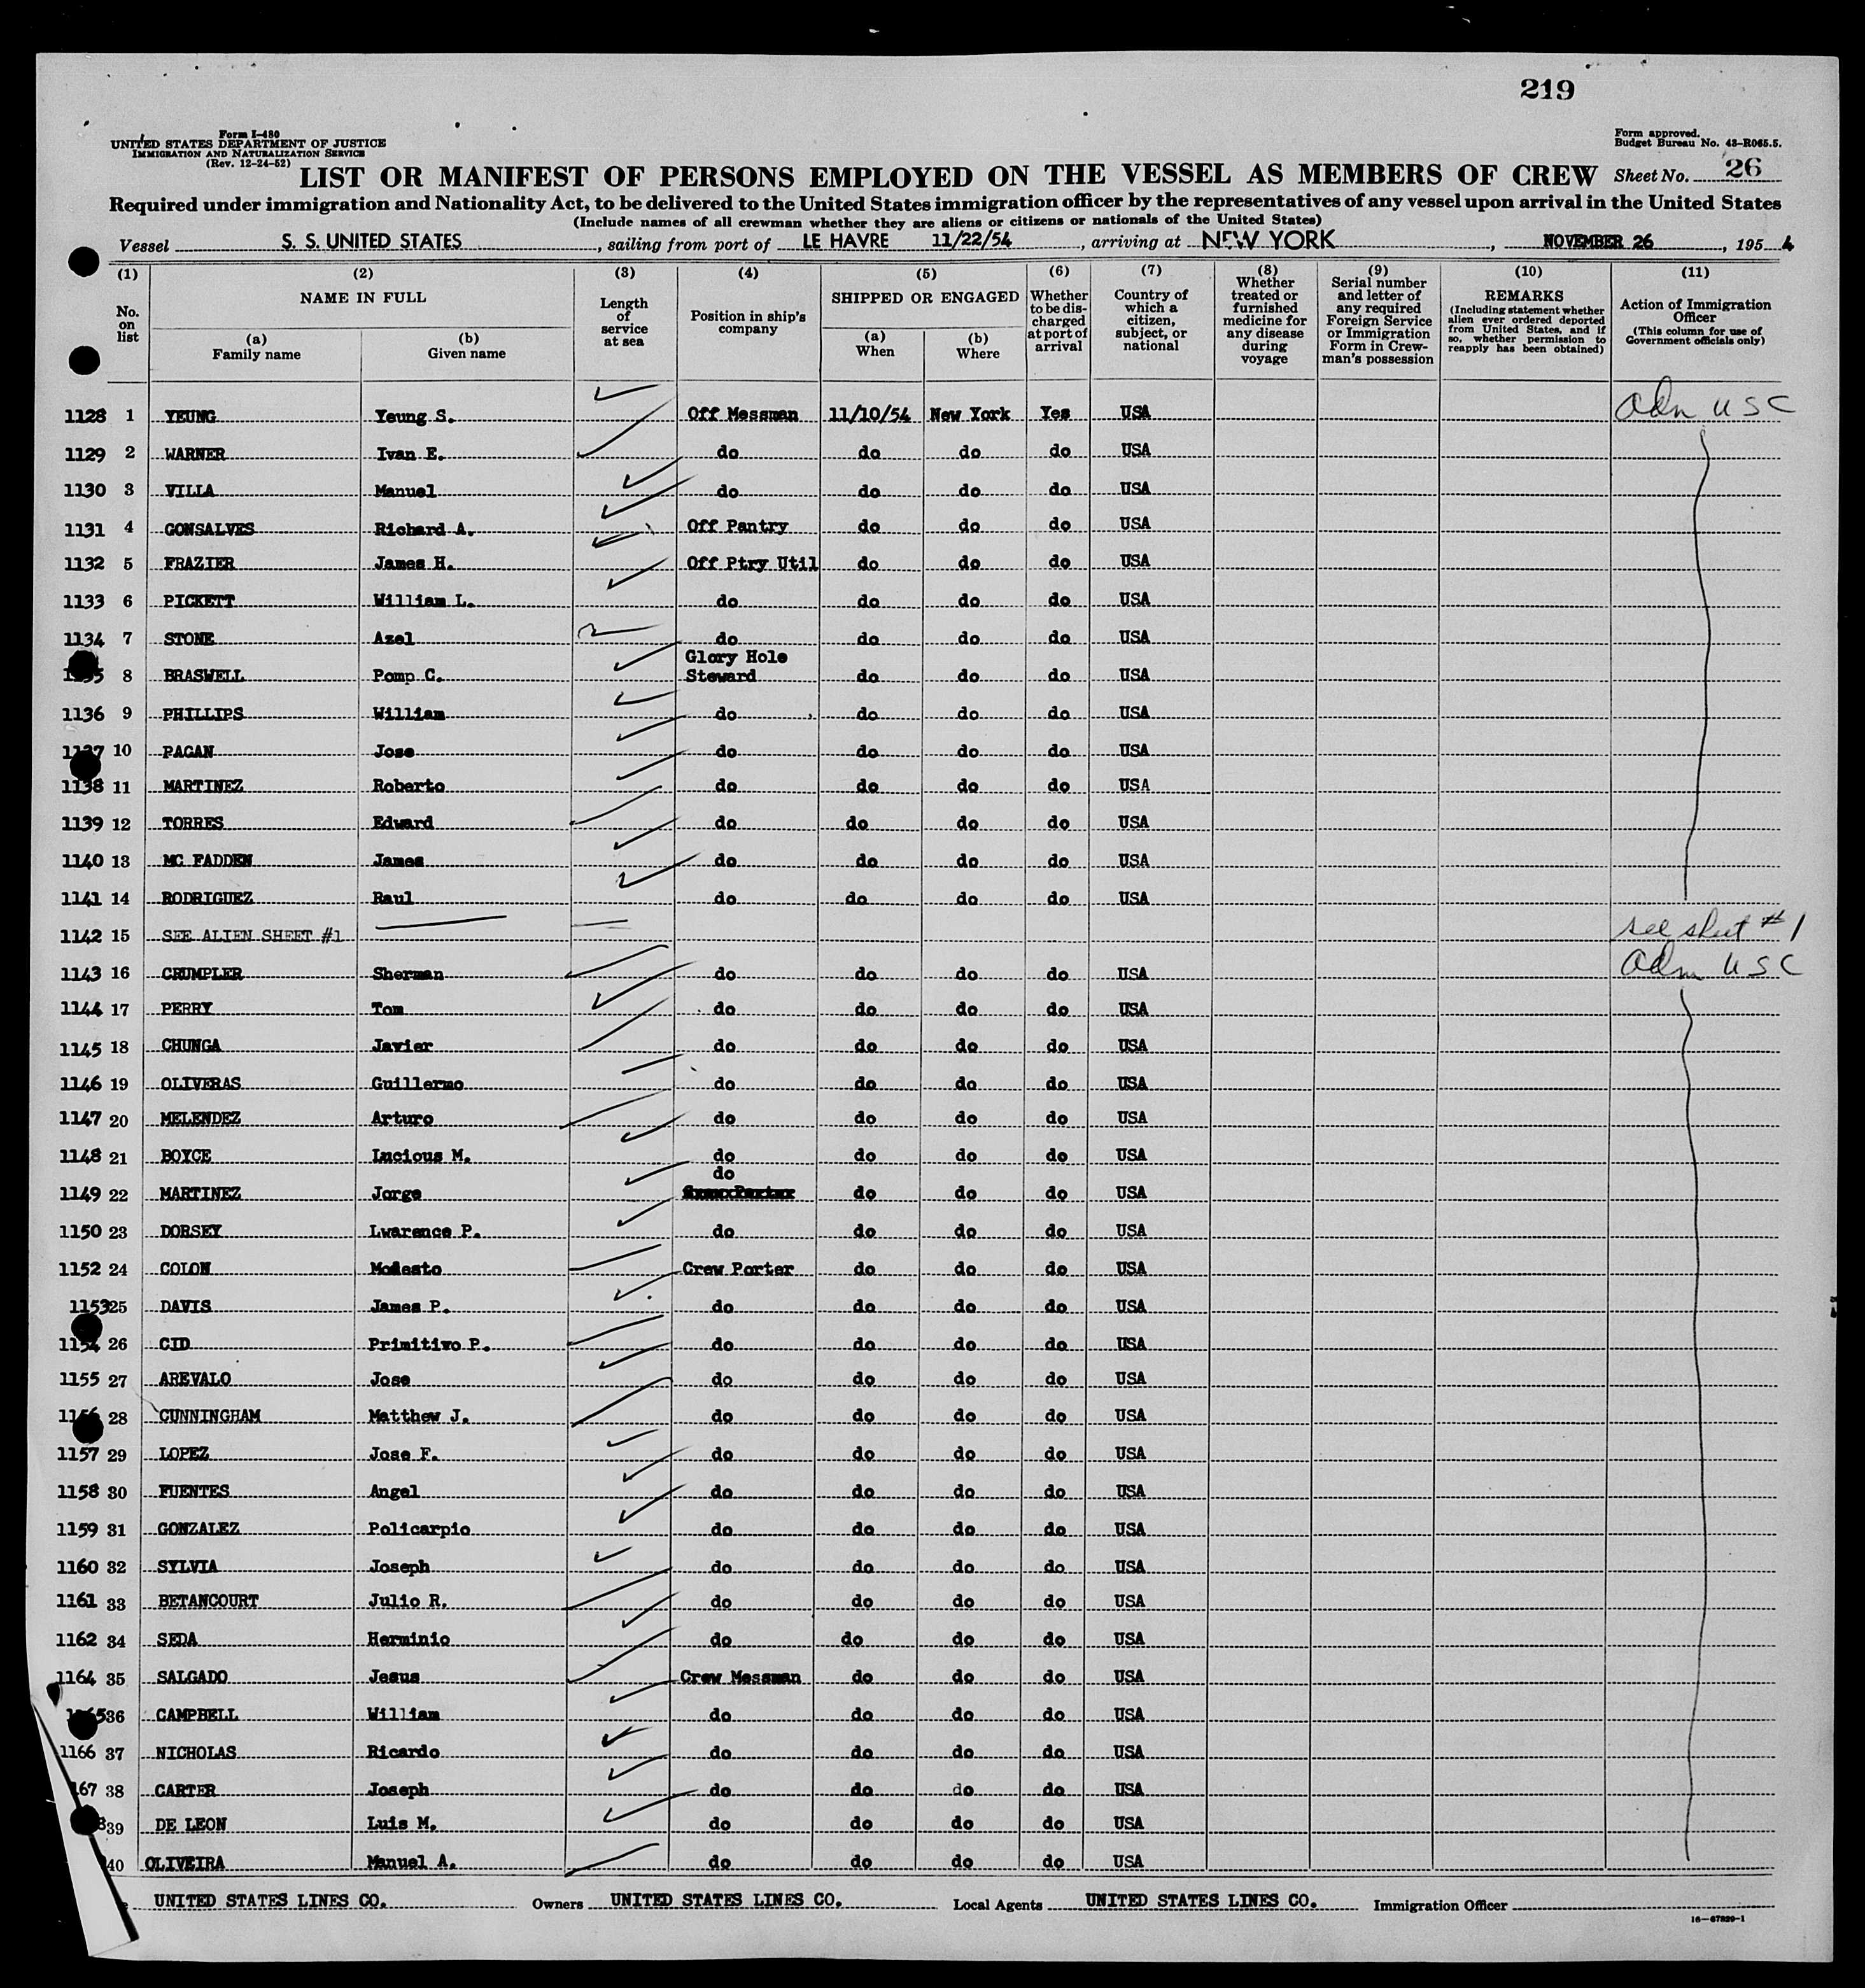 219
Form I-480
UNITED STATES DEPARTMENT OF JUSTICE
IMMIGRATION AND NATURALIZATION SERVICE
(Rev. 12-24-52)
Form approved.
Budget Bureau No. 43-R065.5.
LIST OR MANIFEST OF PERSONS EMPLOYED ON THE VESSEL AS MEMBERS OF CREW Sheet No. 26
Required under immigration and Nationality Act, to be delivered to the United States immigration officer by the representatives of any vessel upon arrival in the United States
(Include names of all crewman whether they are aliens or citizens or nationals of the United States)
Vessel S. S. UNITED STATES, sailing from port of LE HAVRE 11/22/54, arriving at NEW YORK, NOVEMBER 26, 1954
(1) No. on list
(2) NAME IN FULL (a) Family name (b) Given name
(3) Length of service at sea
(4) Position in ship's company
(5) SHIPPED OR ENGAGED (a) When (b) Where
(6) Whether to be discharged at port of arrival
(7) Country of which a citizen, subject, or national
(8) Whether treated or furnished medicine for any disease during voyage
(9) Serial number and letter of any required Foreign Service or Immigration Form in Crewman's possession
(10) REMARKS (Including statement whether alien ever ordered deported from United States, and if so, whether permission to reapply has been obtained)
(11) Action of Immigration Officer (This column for use of Government officials only)
1128 1 YEUNG Yeung S. Off Messman 11/10/54 New York Yes USA Adm USC
1129 2 WARNER Ivan E. do do do do USA
1130 3 VILLA Manuel do do do do USA
1131 4 GONSALVES Richard A. Off Pantry do do do USA
1132 5 FRAZIER James H. Off Ptry Util do do do USA
1133 6 PICKETT William L. do do do do USA
1134 7 STONE Azel do do do do USA
8 BRASWELL Pomp C. Glory Hole Steward do do do USA
1136 9 PHILLIPS William do do do do USA
1137 10 PAGAN Jose do do do do USA
1138 11 MARTINEZ Roberto do do do do USA
1139 12 TORRES Edward do do do do USA
1140 13 MC FADDEN James do do do do USA
1141 14 RODRIGUEZ Raul do do do do USA
1142 15 SEE ALIEN SHEET #1 see sheet #1
1143 16 CRUMPLER Sherman do do do do USA Adm USC
1144 17 PERRY Tom do do do do USA
1145 18 CHUNGA Javier do do do do USA
1146 19 OLIVERAS Guillermo do do do do USA
1147 20 MELENDEZ Arturo do do do do USA
1148 21 BOYCE Lucious M. do do do do USA
1149 22 MARTINEZ Jorge do do do do USA
1150 23 DORSEY Lwarence P. do do do do USA
1152 24 COLON Modesto Crew Porter do do do USA
1153 25 DAVIS James P. do do do do USA
1154 26 CID Primitivo P. do do do do USA
1155 27 AREVALO Jose do do do do USA
1156 28 CUNNINGHAM Matthew J. do do do do USA
1157 29 LOPEZ Jose F. do do do do USA
1158 30 FUENTES Angel do do do do USA
1159 31 GONZALEZ Policarpio do do do do USA
1160 32 SYLVIA Joseph do do do do USA
1161 33 BETANCOURT Julio R. do do do do USA
1162 34 SEDA Herminio do do do do USA
1164 35 SALGADO Jesus Crew Messman do do do USA
36 CAMPBELL William do do do do USA
1166 37 NICHOLAS Ricardo do do do do USA
167 38 CARTER Joseph do do do do USA
39 DE LEON Luis M. do do do do USA
40 OLIVEIRA Manuel A. do do do do USA
UNITED STATES LINES CO. Owners UNITED STATES LINES CO. Local Agents UNITED STATES LINES CO. Immigration Officer